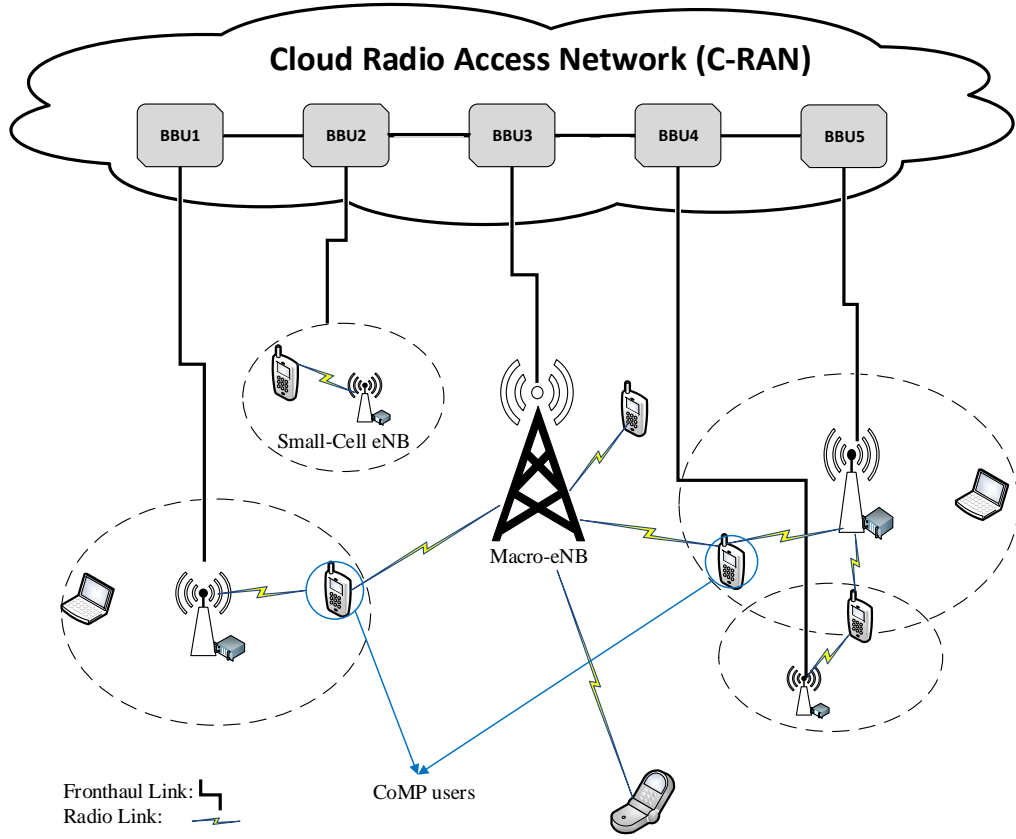 Cloud Radio Access Network (C-RAN)
BBU1
BBU2
BBU3
BBU4
BBU5
Small-Cell eNB
Macro-eNB
CoMP users
Fronthaul Link:
Radio Link: